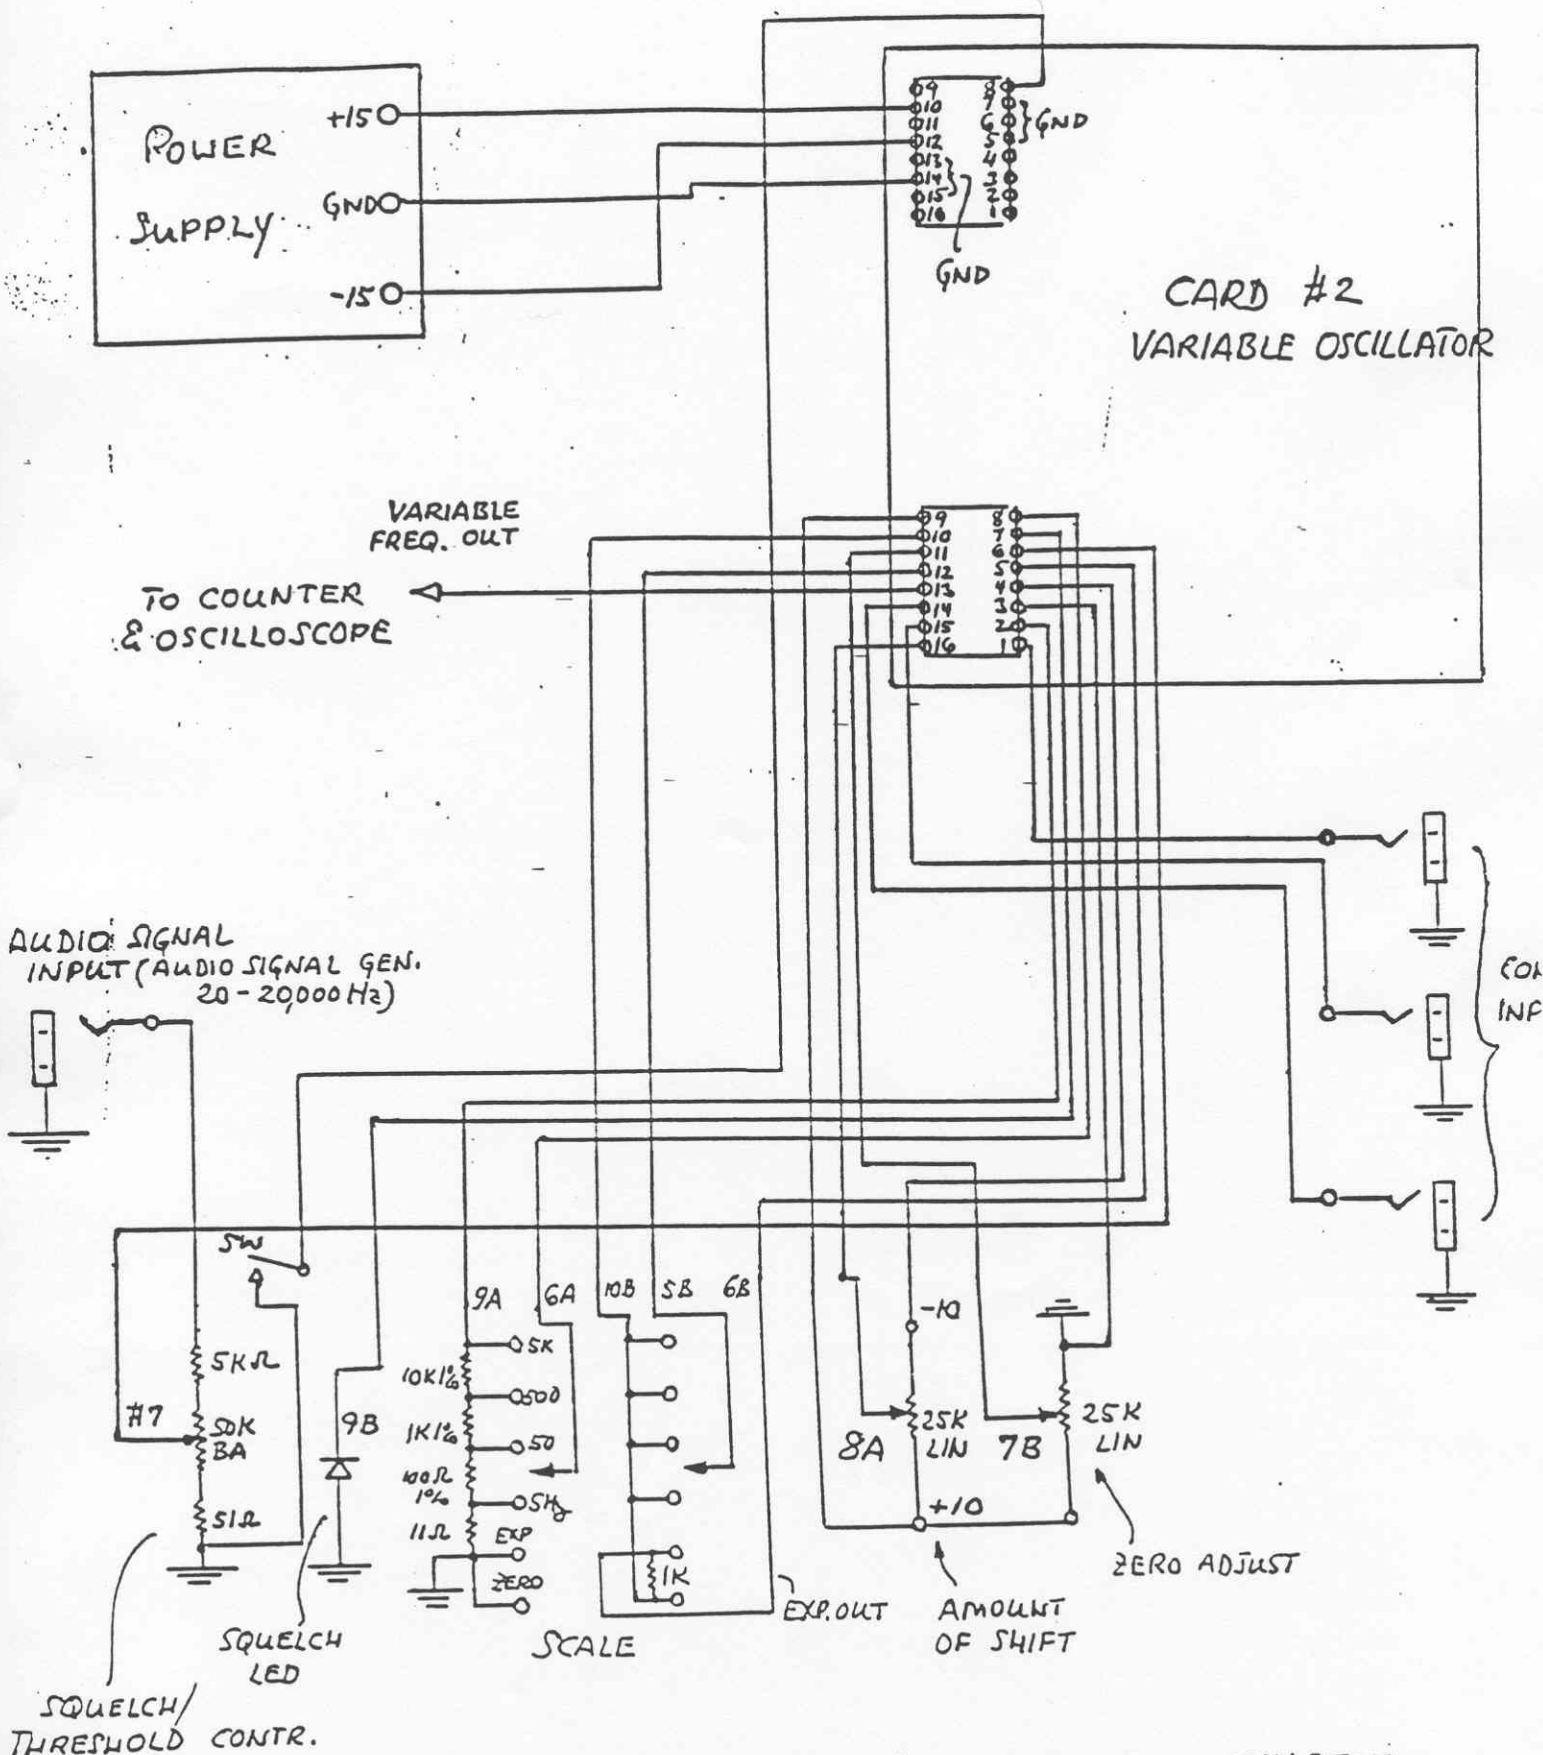 POWER
SUPPLY
+15
GND
-15
9 8
10 7
11 6
12 5
13 4
14 3
15 2
16 1
GND
GND
CARD #2
VARIABLE OSCILLATOR
VARIABLE
FREQ. OUT
TO COUNTER
& OSCILLOSCOPE
9 8
10 7
11 6
12 5
13 4
14 3
15 2
16 1
AUDIO SIGNAL
INPUT (AUDIO SIGNAL GEN.
20-20,000 Hz)
SW
5KΩ
#7
50K
BA
51Ω
9B
9A
6A
10B
5B
6B
5K
10K1%
500
1K1%
50
100Ω
1%
5Hz
11Ω
EXP
ZERO
1K
SCALE
EXP.OUT
-10
8A
25K
LIN
+10
7B
25K
LIN
ZERO ADJUST
AMOUNT
OF SHIFT
SQUELCH
LED
SQUELCH/
THRESHOLD CONTR.